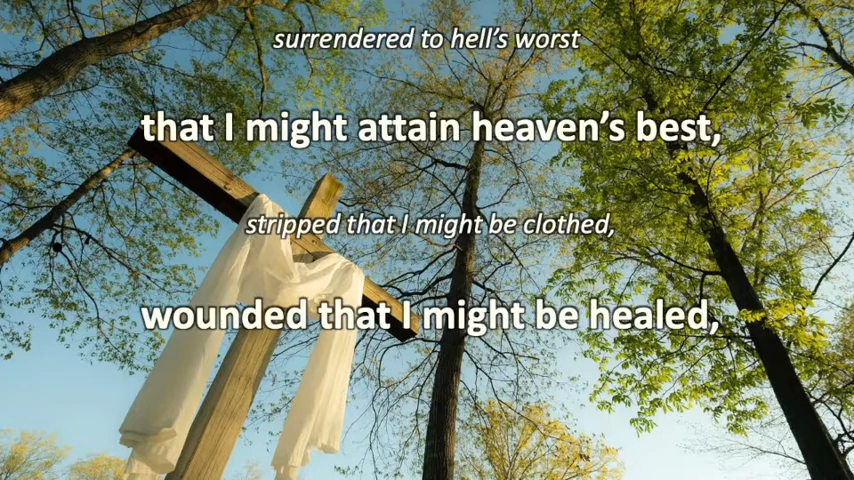 surrendered to hell’s worst
that I might attain heaven’s best,
stripped that I might be clothed,
wounded that I might be healed,